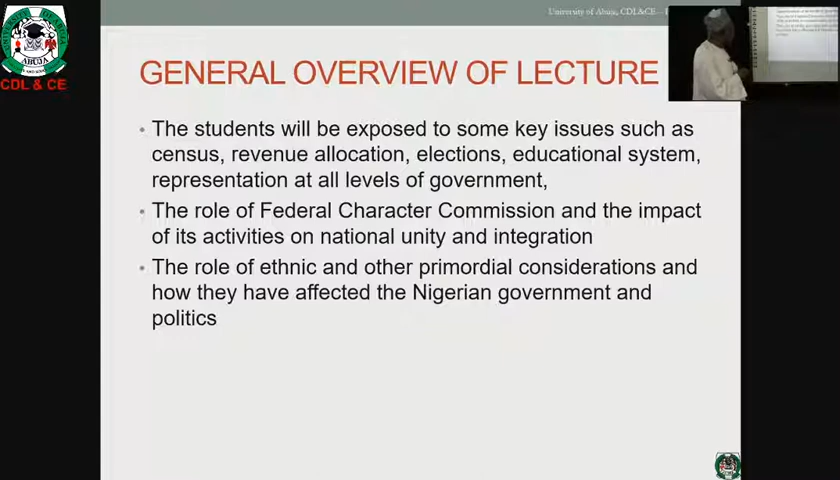 University of Abuja, CDL&CE
ABUJA
CDL & CE
GENERAL OVERVIEW OF LECTURE
• The students will be exposed to some key issues such as
census, revenue allocation, elections, educational system,
representation at all levels of government,
• The role of Federal Character Commission and the impact
of its activities on national unity and integration
• The role of ethnic and other primordial considerations and
how they have affected the Nigerian government and
politics